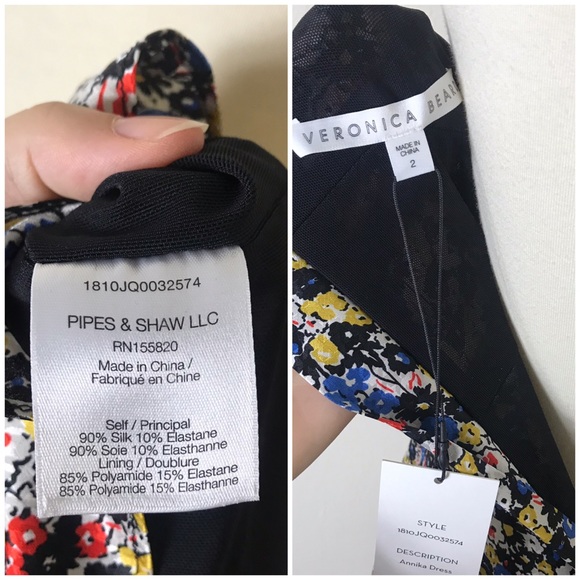 1810JQ0032574
PIPES & SHAW LLC
RN155820
Made in China /
Fabriqué en Chine
Self / Principal
90% Silk 10% Elastane
90% Soie 10% Elasthanne
Lining / Doublure
85% Polyamide 15% Elastane
85% Polyamide 15% Elasthanne
VERONICA BEAR
MADE IN
CHINA
2
STYLE
1810JQ0032574
DESCRIPTION
Annika Dress